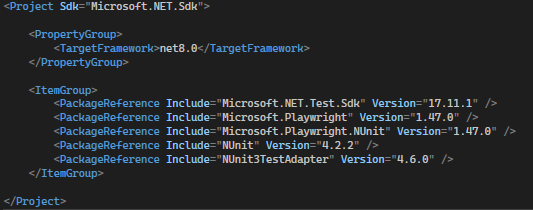 <Project Sdk="Microsoft.NET.Sdk">
<PropertyGroup>
<TargetFramework>net8.0</TargetFramework>
</PropertyGroup>
<ItemGroup>
<PackageReference Include="Microsoft.NET.Test.Sdk" Version="17.11.1" />
<PackageReference Include="Microsoft.Playwright" Version="1.47.0" />
<PackageReference Include="Microsoft.Playwright.NUnit" Version="1.47.0" />
<PackageReference Include="NUnit" Version="4.2.2" />
<PackageReference Include="NUnit3TestAdapter" Version="4.6.0" />
</ItemGroup>
</Project>